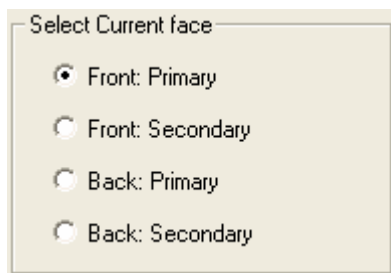 Select Current face
Front: Primary
Front: Secondary
Back: Primary
Back: Secondary